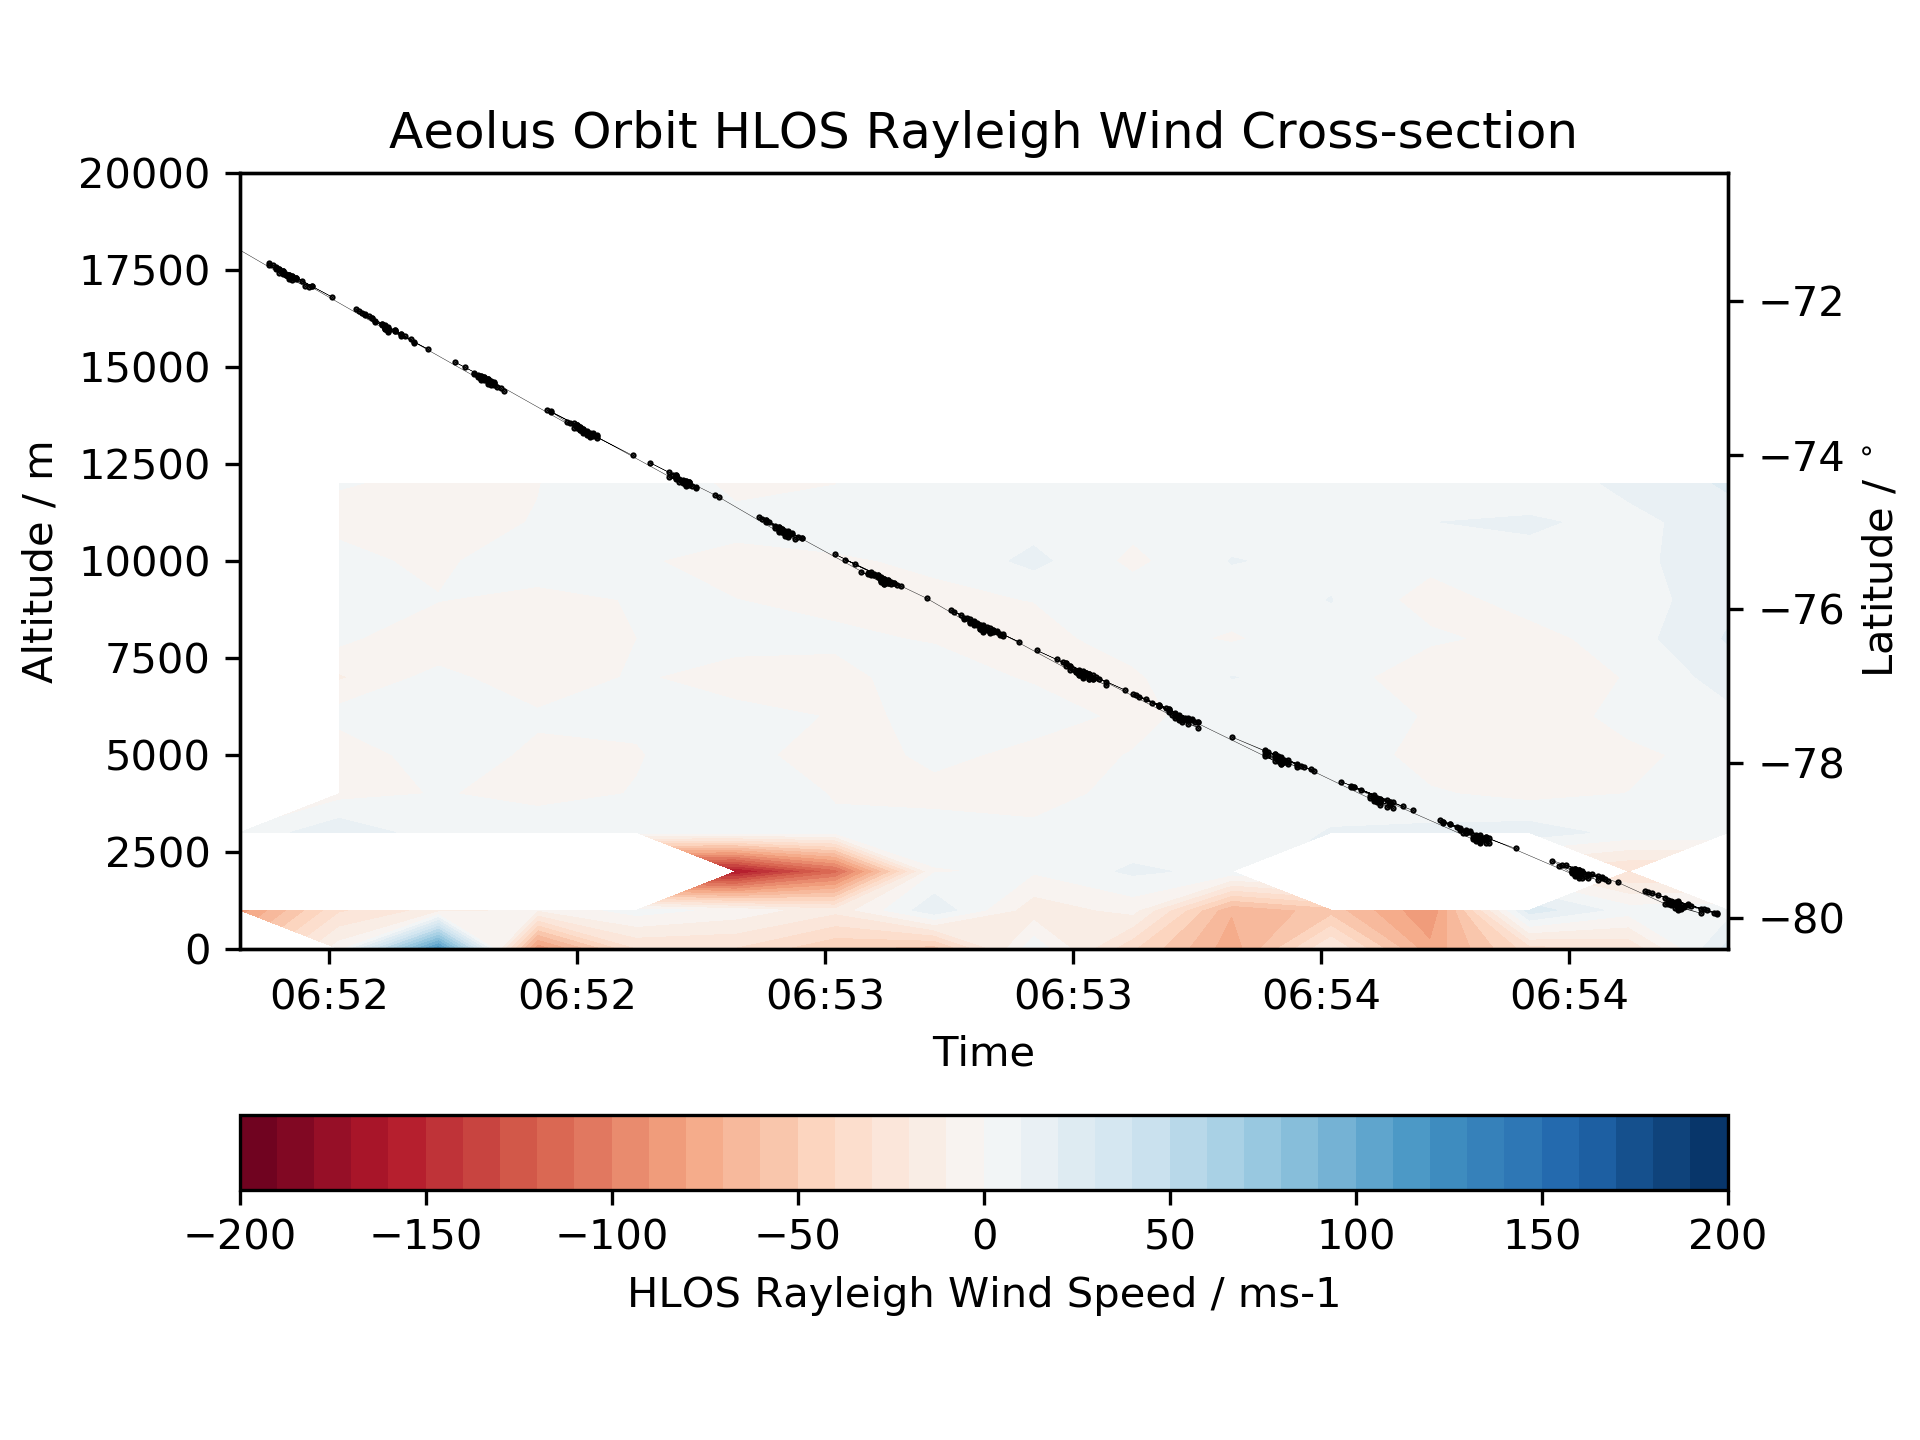 Aeolus Orbit HLOS Rayleigh Wind Cross-section
20000
17500
15000
12500
10000
7500
5000
2500
0
Altitude / m
−72
−74
−76
−78
−80
Latitude / °
06:52 06:52 06:53 06:53 06:54 06:54
Time
−200 −150 −100 −50 0 50 100 150 200
HLOS Rayleigh Wind Speed / ms-1